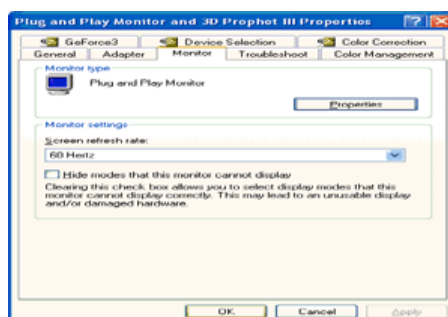 Plug and Play Monitor and 3D Prophet III Properties
GeForce3 Device Selection Color Correction
General Adapter Monitor Troubleshoot Color Management
Monitor type
Plug and Play Monitor
Properties
Monitor settings
Screen refresh rate:
60 Hertz
Hide modes that this monitor cannot display
Clearing this check box allows you to select display modes that this
monitor cannot display correctly. This may lead to an unusable display
and/or damaged hardware.
OK Cancel Apply